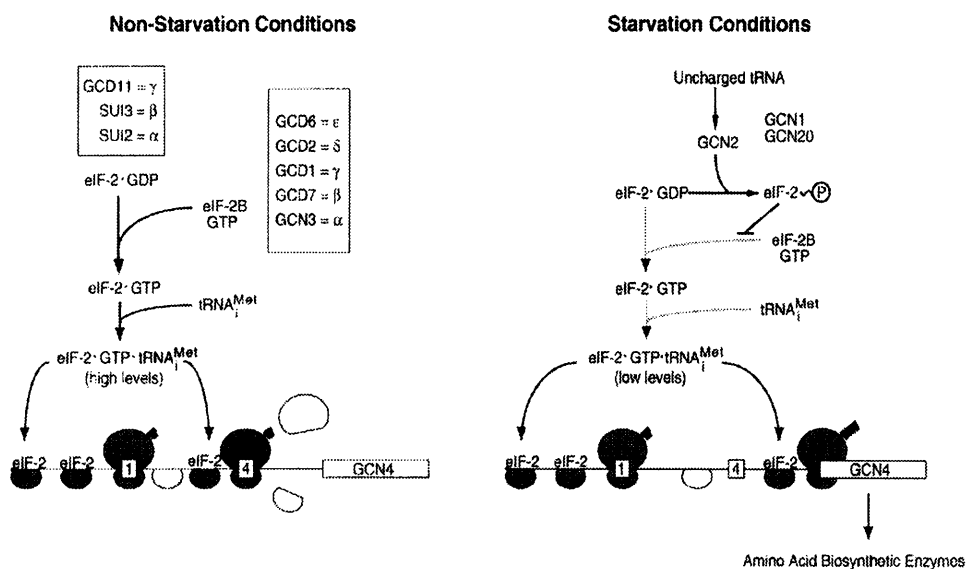 Non-Starvation Conditions
GCD11 = γ
SUI3 = β
SUI2 = α
GCD6 = ε
GCD2 = δ
GCD1 = γ
GCD7 = β
GCN3 = α
eIF-2·GDP
eIF-2B
GTP
eIF-2·GTP
tRNAiMet
eIF-2·GTP·tRNAiMet
(high levels)
eIF-2
eIF-2
1
eIF-2
4
GCN4
Starvation Conditions
Uncharged tRNA
GCN1
GCN20
GCN2
eIF-2·GDP
eIF-2
P
eIF-2B
GTP
eIF-2·GTP
tRNAiMet
eIF-2·GTP·tRNAiMet
(low levels)
eIF-2
eIF-2
1
4
eIF-2
GCN4
Amino Acid Biosynthetic Enzymes